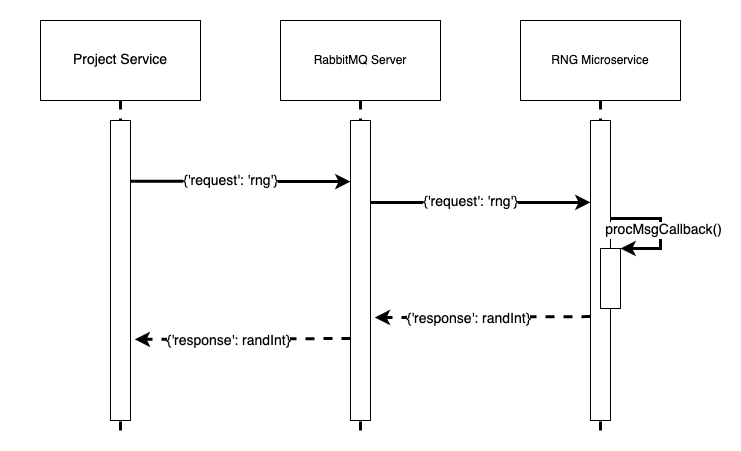 Project Service
RabbitMQ Server
RNG Microservice
{'request': 'rng'}
{'request': 'rng'}
procMsgCallback()
{'response': randInt}
{'response': randInt}